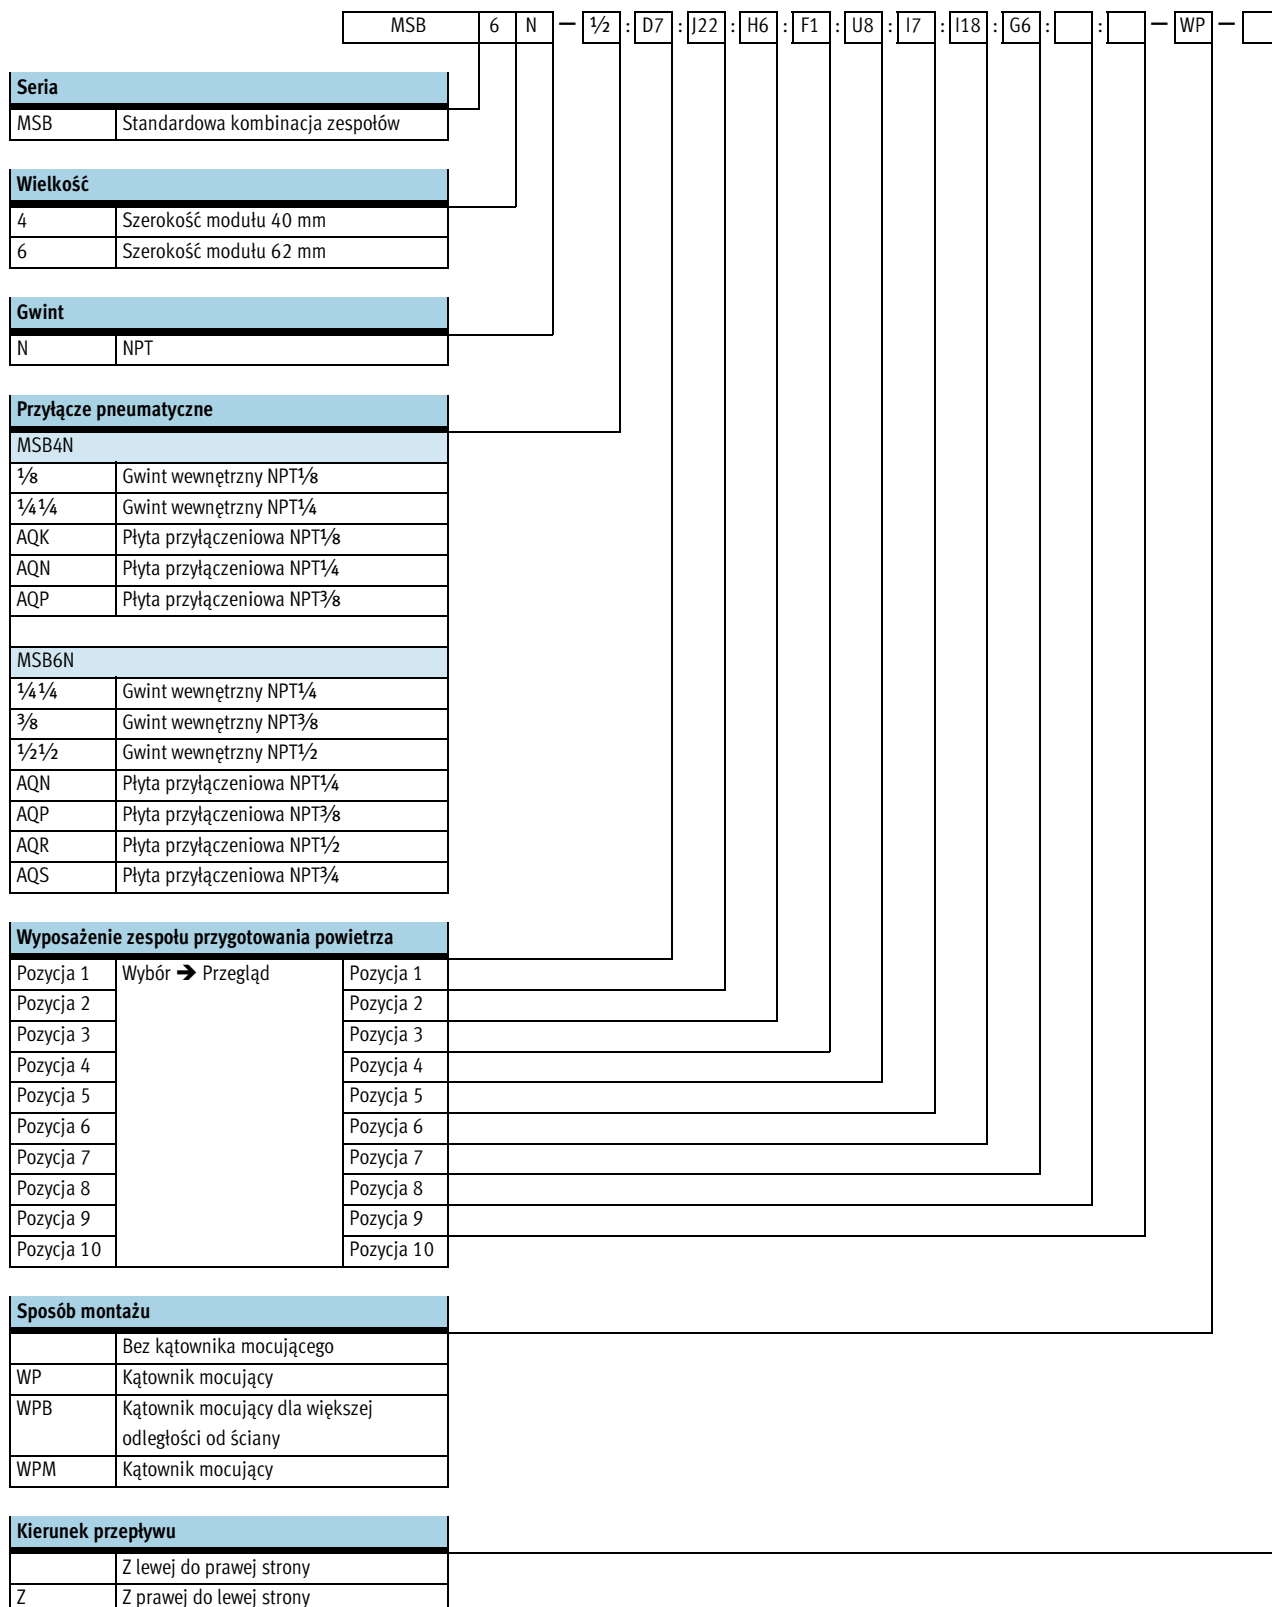 MSB 6 N — ½ : D7 : J22 : H6 : F1 : U8 : I7 : I18 : G6 : : — WP —
Seria
MSB Standardowa kombinacja zespołów
Wielkość
4 Szerokość modułu 40 mm
6 Szerokość modułu 62 mm
Gwint
N NPT
Przyłącze pneumatyczne
MSB4N
⅛ Gwint wewnętrzny NPT⅛
¼¼ Gwint wewnętrzny NPT¼
AQK Płyta przyłączeniowa NPT⅛
AQN Płyta przyłączeniowa NPT¼
AQP Płyta przyłączeniowa NPT⅜
MSB6N
¼¼ Gwint wewnętrzny NPT¼
⅜ Gwint wewnętrzny NPT⅜
½½ Gwint wewnętrzny NPT½
AQN Płyta przyłączeniowa NPT¼
AQP Płyta przyłączeniowa NPT⅜
AQR Płyta przyłączeniowa NPT½
AQS Płyta przyłączeniowa NPT¾
Wyposażenie zespołu przygotowania powietrza
Pozycja 1 Wybór ➔ Przegląd Pozycja 1
Pozycja 2 Pozycja 2
Pozycja 3 Pozycja 3
Pozycja 4 Pozycja 4
Pozycja 5 Pozycja 5
Pozycja 6 Pozycja 6
Pozycja 7 Pozycja 7
Pozycja 8 Pozycja 8
Pozycja 9 Pozycja 9
Pozycja 10 Pozycja 10
Sposób montażu
Bez kątownika mocującego
WP Kątownik mocujący
WPB Kątownik mocujący dla większej
odległości od ściany
WPM Kątownik mocujący
Kierunek przepływu
Z lewej do prawej strony
Z Z prawej do lewej strony